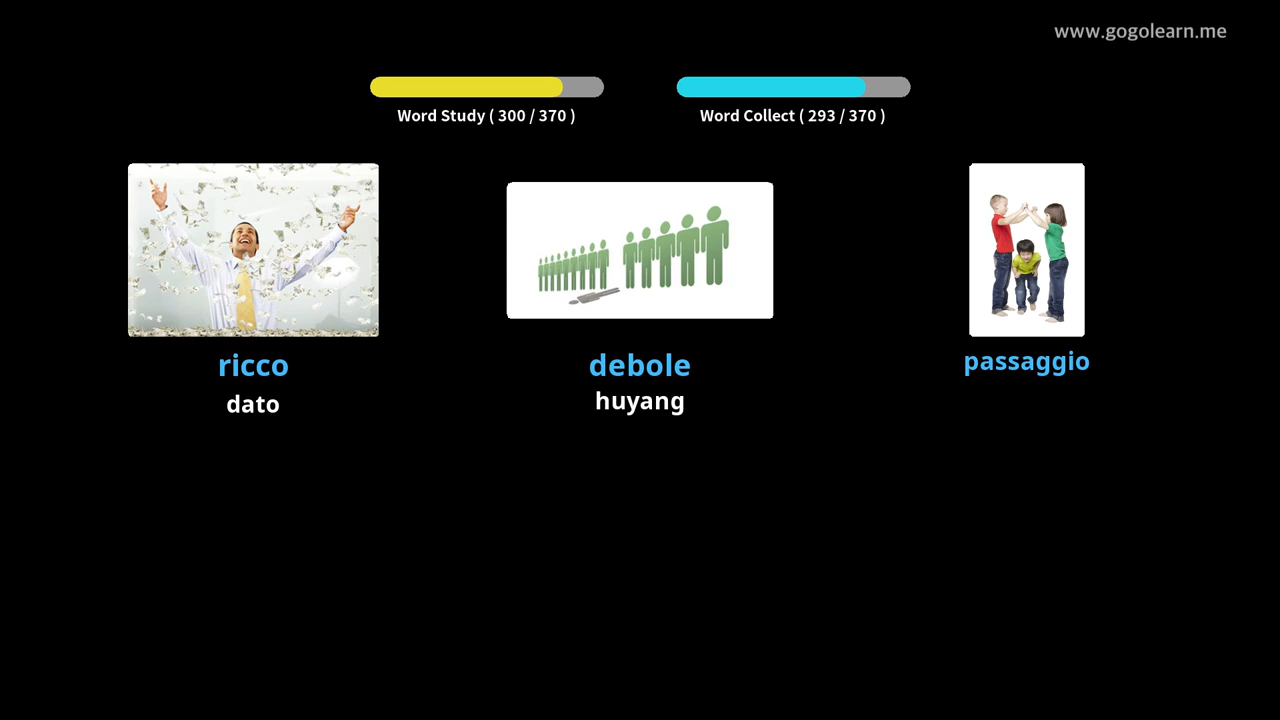 www.gogolearn.me
Word Study ( 300 / 370 )
Word Collect ( 293 / 370 )
ricco
debole
passaggio
dato
huyang